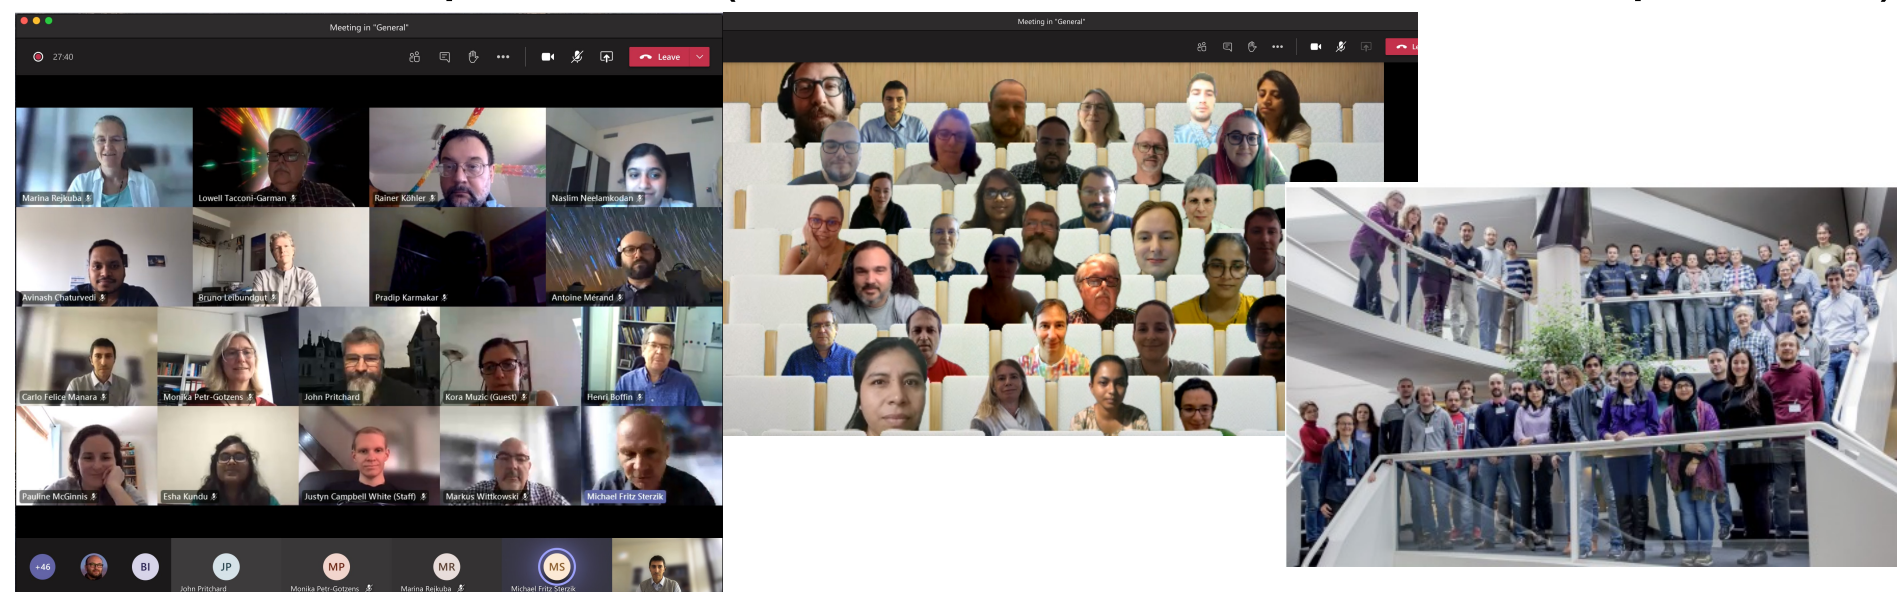 Meeting in "General"
27:40
Leave
Marina Rejkuba
Lowell Tacconi-Garman
Rainer Köhler
Naslim Neelamkodan
Avinash Chaturvedi
Bruno Leibundgut
Pradip Karmakar
Antoine Mérand
Carlo Felice Manara
Monika Petr-Gotzens
John Pritchard
Kora Muzic (Guest)
Henri Boffin
Pauline McGinnis
Esha Kundu
Justyn Campbell White (Staff)
Markus Wittkowski
Michael Fritz Sterzik
+46
BI
JP
MP
MR
MS
John Pritchard
Monika Petr-Gotzens
Marina Rejkuba
Michael Fritz Sterzik
Meeting in "General"